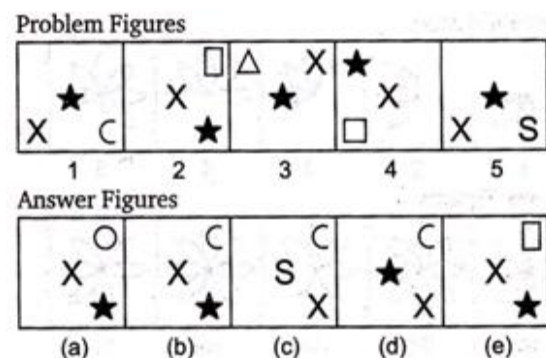 Problem Figures
X C
X
X
X
X S
1 2 3 4 5
Answer Figures
C C C
X X S X
X X
(a) (b) (c) (d) (e)